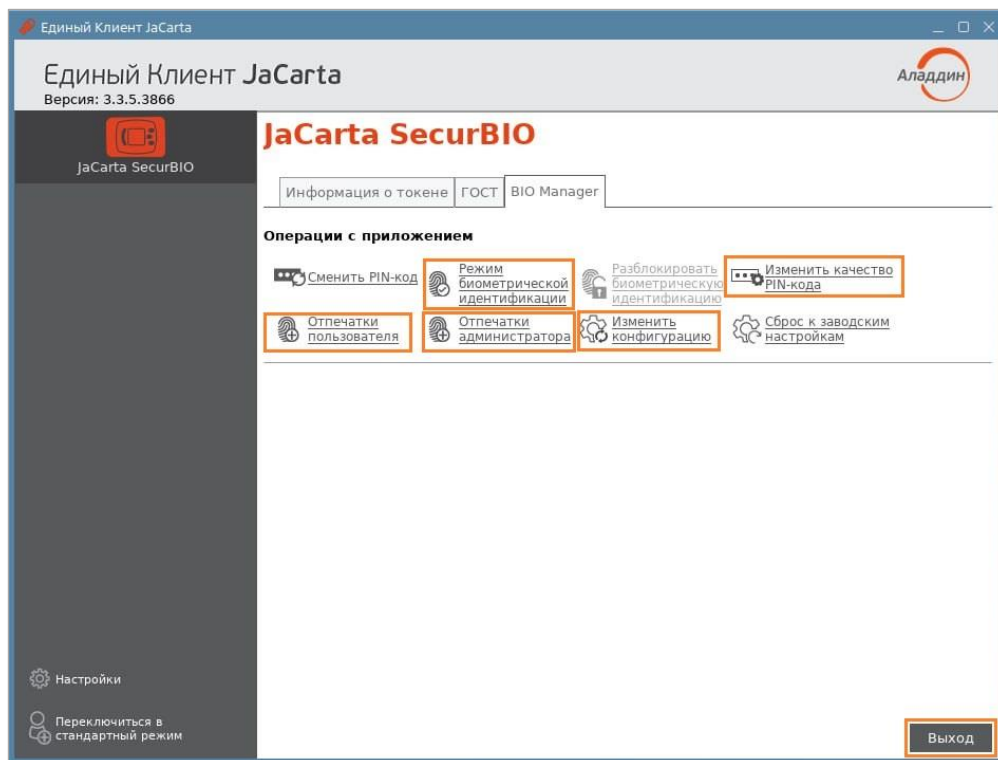 Единый Клиент JaCarta
Единый Клиент JaCarta
Версия: 3.3.5.3866
Аладдин
JaCarta SecurBIO
JaCarta SecurBIO
Информация о токене ГОСТ BIO Manager
Операции с приложением
Сменить PIN-код
Режим
биометрической
идентификации
Разблокировать
биометрическую
идентификацию
Изменить качество
PIN-кода
Отпечатки
пользователя
Отпечатки
администратора
Изменить
конфигурацию
Сброс к заводским
настройкам
Настройки
Переключиться в
стандартный режим
Выход